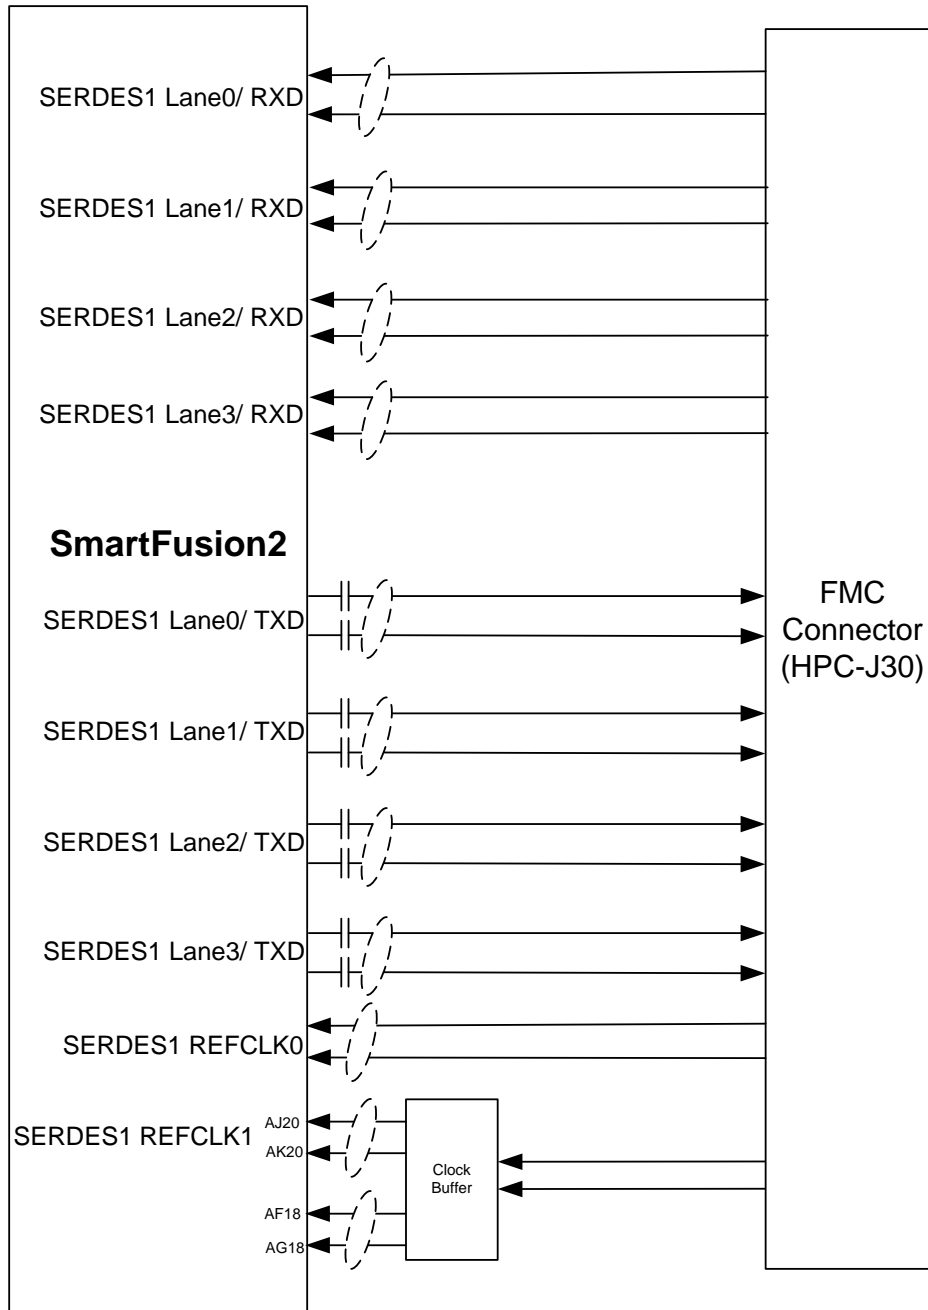 SERDES1 Lane0/ RXD
SERDES1 Lane1/ RXD
SERDES1 Lane2/ RXD
SERDES1 Lane3/ RXD
SmartFusion2
SERDES1 Lane0/ TXD
FMC
Connector
(HPC-J30)
SERDES1 Lane1/ TXD
SERDES1 Lane2/ TXD
SERDES1 Lane3/ TXD
SERDES1 REFCLK0
SERDES1 REFCLK1
AJ20
AK20
Clock
Buffer
AF18
AG18